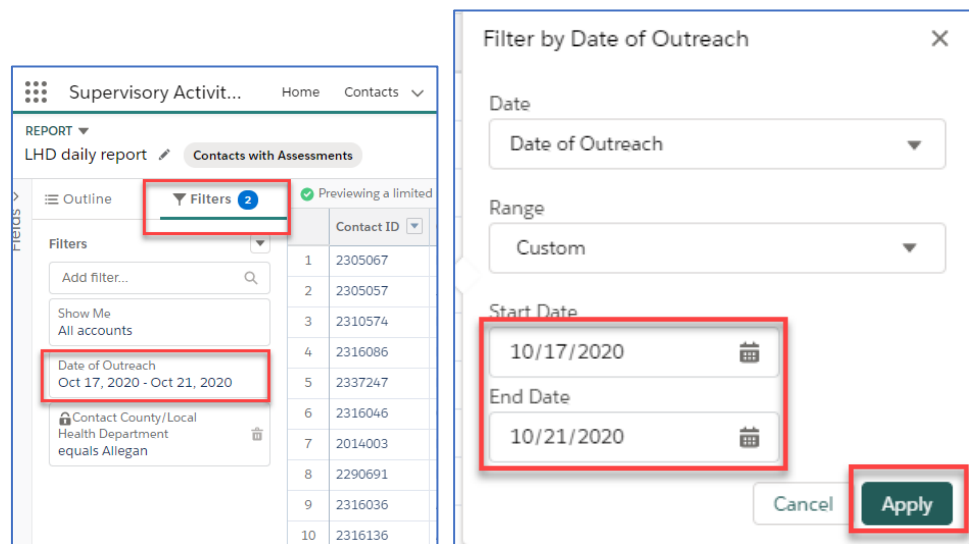 Supervisory Activit... Home Contacts
REPORT
LHD daily report Contacts with Assessments
Fields
Outline Filters 2
Filters
Add filter...
Show Me
All accounts
Date of Outreach
Oct 17, 2020 - Oct 21, 2020
Contact County/Local
Health Department
equals Allegan
Previewing a limited
Contact ID
1 2305067
2 2305057
3 2310574
4 2316086
5 2337247
6 2316046
7 2014003
8 2290691
9 2316036
10 2316136
Filter by Date of Outreach
Date
Date of Outreach
Range
Custom
Start Date
10/17/2020
End Date
10/21/2020
Cancel Apply